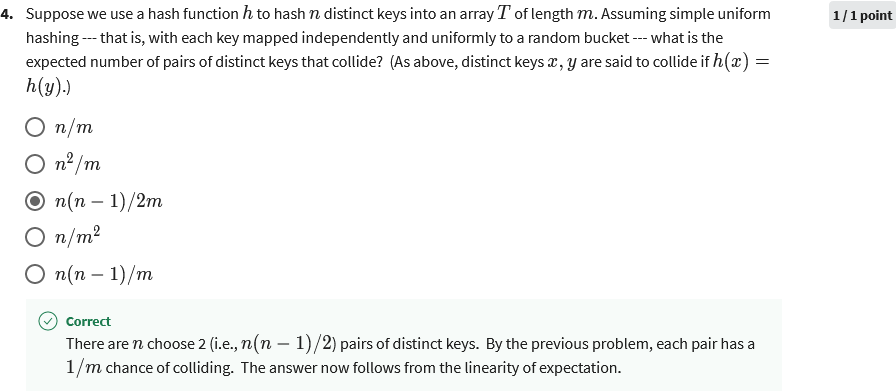 4. Suppose we use a hash function h to hash n distinct keys into an array T of length m. Assuming simple uniform
1 / 1 point
hashing --- that is, with each key mapped independently and uniformly to a random bucket --- what is the
expected number of pairs of distinct keys that collide? (As above, distinct keys x, y are said to collide if h(x) =
h(y).)
n/m
n²/m
n(n − 1)/2m
n/m²
n(n − 1)/m
Correct
There are n choose 2 (i.e., n(n − 1)/2) pairs of distinct keys. By the previous problem, each pair has a
1/m chance of colliding. The answer now follows from the linearity of expectation.